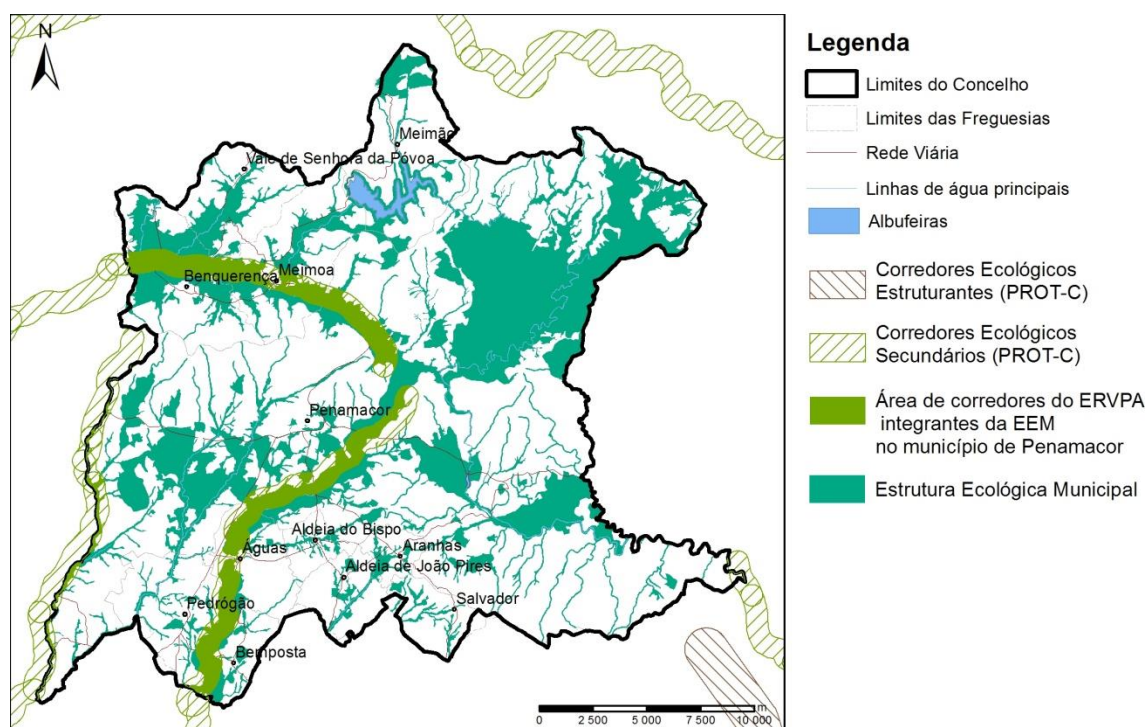 N
Meimão
Vale de Senhora da Póvoa
Meimoa
Benquerença
Penamacor
Aldeia do Bispo
Águas
Aranhas
Aldeia de João Pires
Pedrógão
Salvador
Bemposta
m
0 2 500 5 000 7 500 10 000
Legenda
Limites do Concelho
Limites das Freguesias
Rede Viária
Linhas de água principais
Albufeiras
Corredores Ecológicos
Estruturantes (PROT-C)
Corredores Ecológicos
Secundários (PROT-C)
Área de corredores do ERVPA
integrantes da EEM
no município de Penamacor
Estrutura Ecológica Municipal